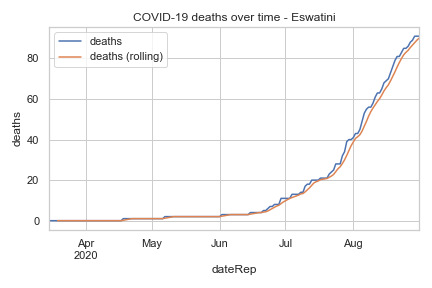 COVID-19 deaths over time - Eswatini
deaths
deaths (rolling)
deaths
80
60
40
20
0
Apr
2020
May
Jun
Jul
Aug
dateRep